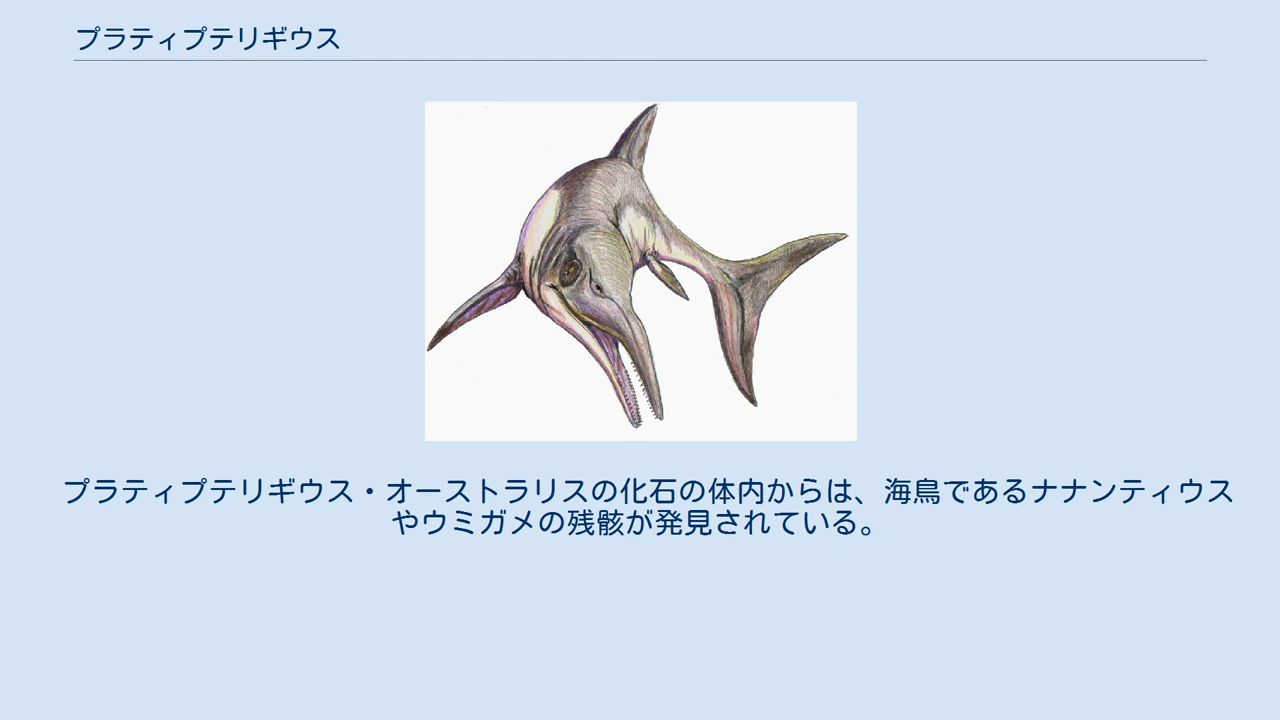 プラティプテリギウス
プラティプテリギウス・オーストラリスの化石の体内からは、海鳥であるナナンティウス
やウミガメの残骸が発見されている。